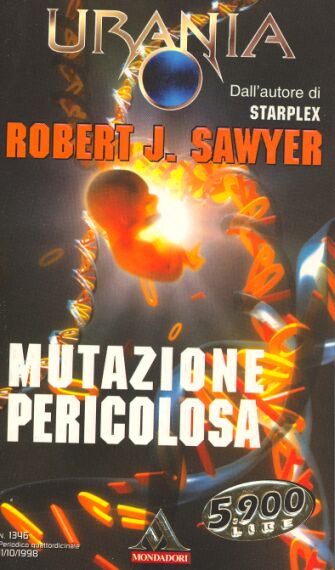 URANIA
Dall'autore di
STARPLEX
ROBERT J. SAWYER
MUTAZIONE
PERICOLOSA
5.900
LIRE
N. 1346
Periodico quattordicinale
11/10/1998
MONDADORI